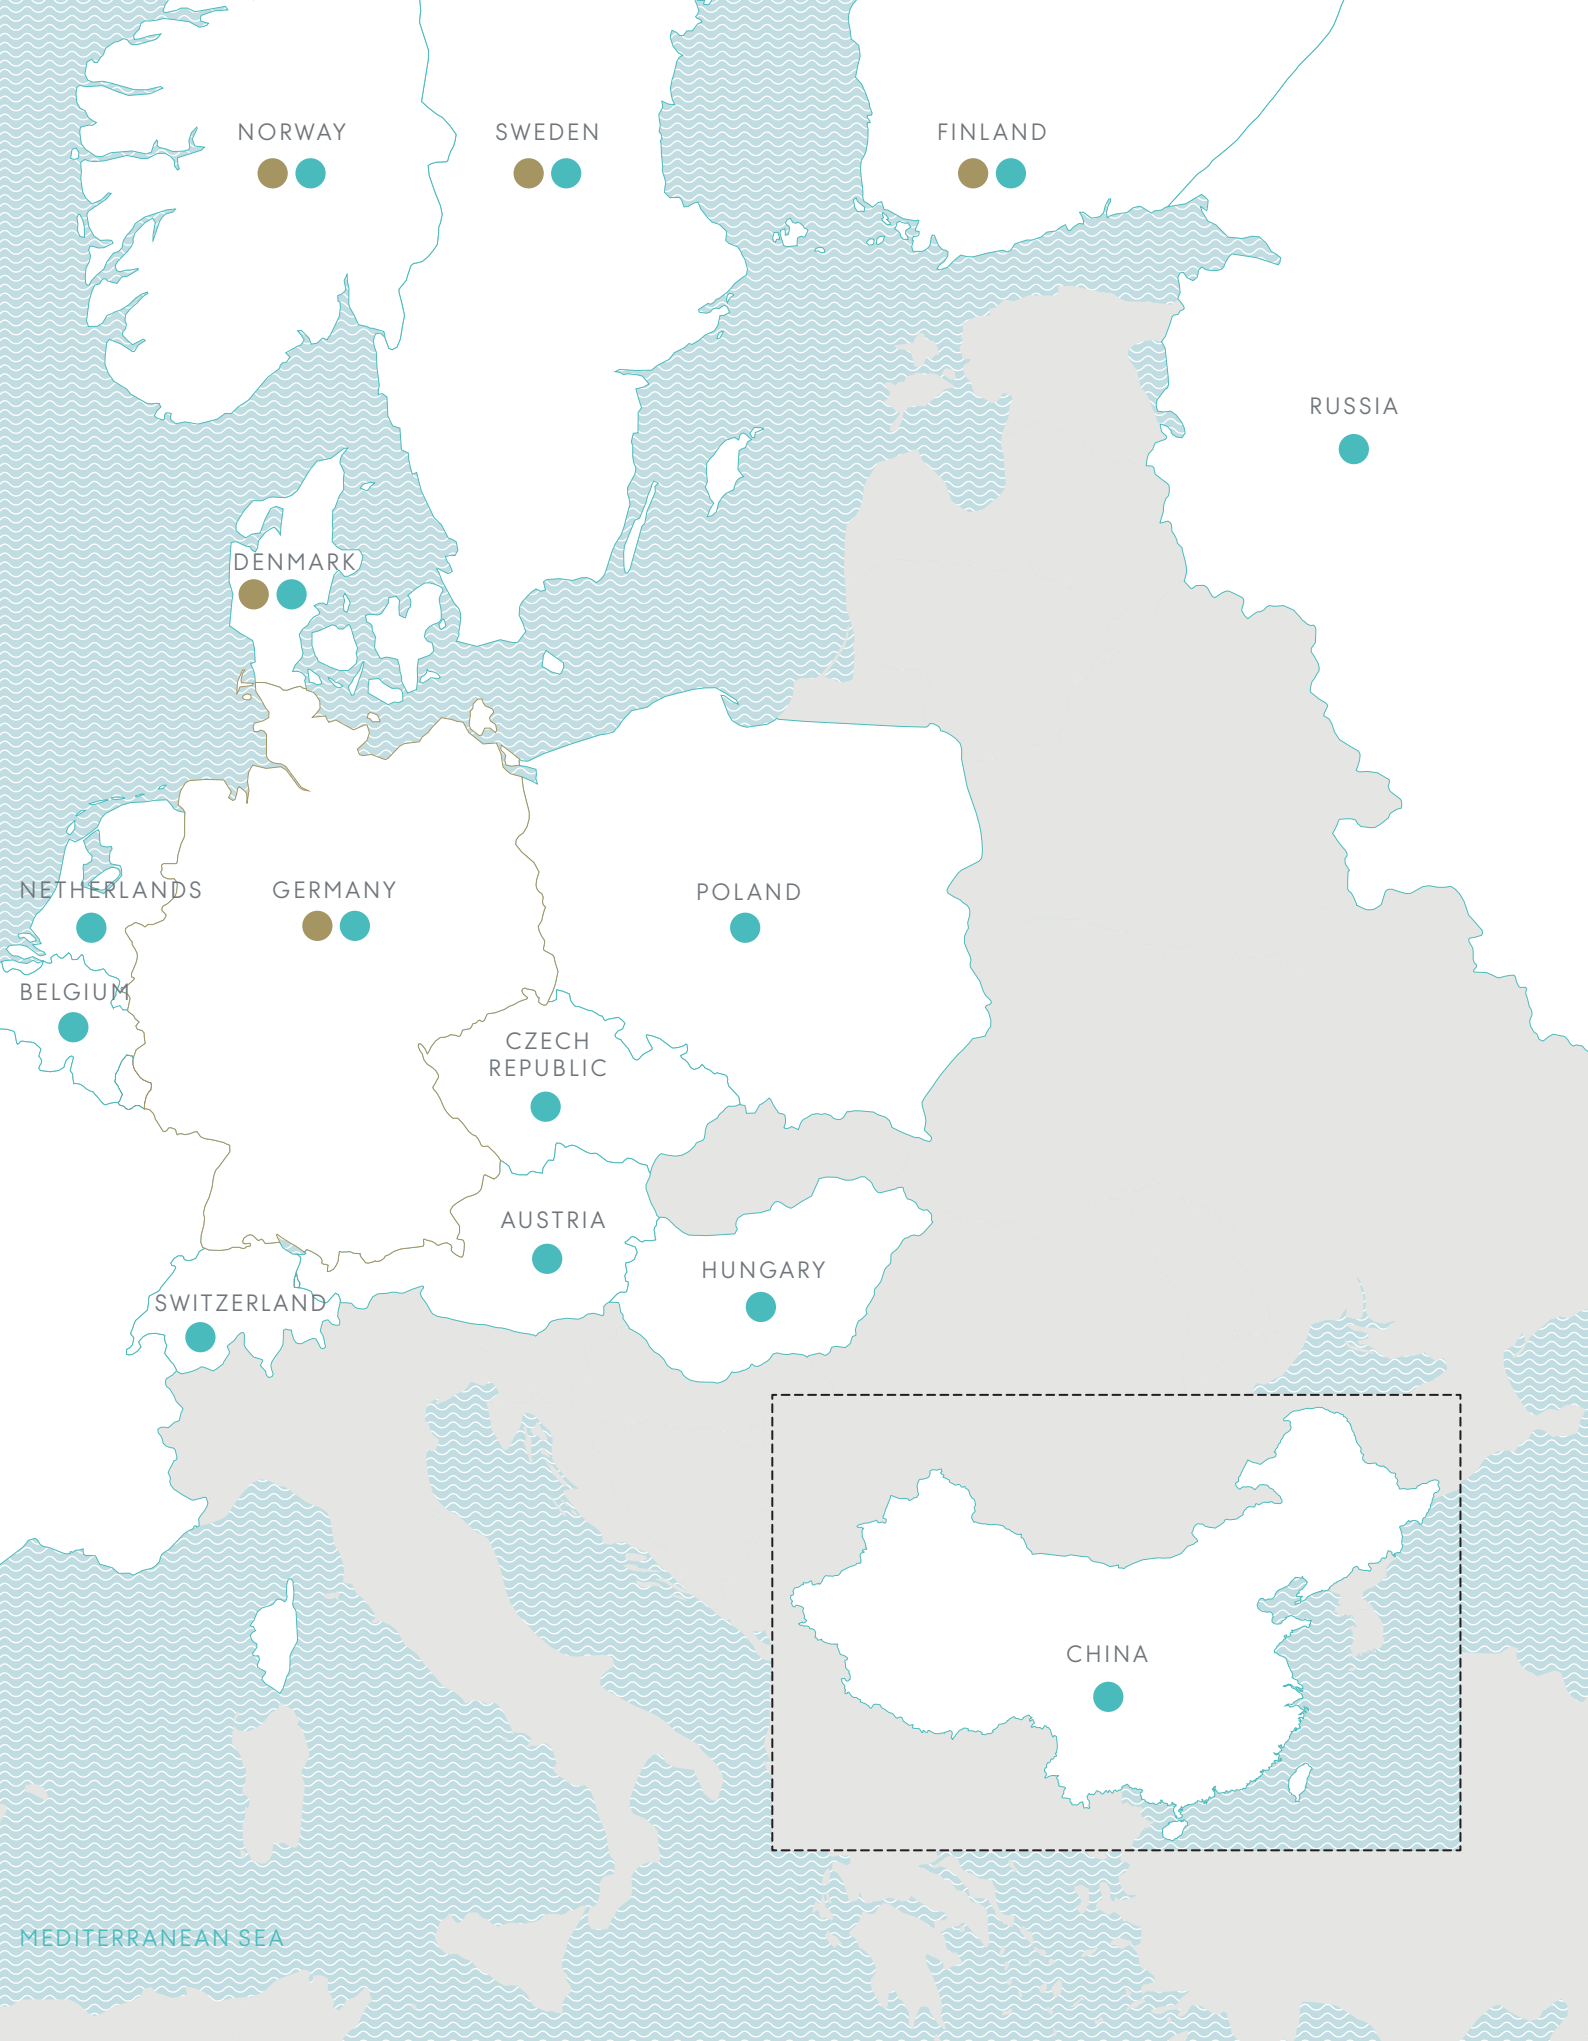 NORWAY
SWEDEN
FINLAND
RUSSIA
DENMARK
NETHERLANDS
GERMANY
POLAND
BELGIUM
CZECH
REPUBLIC
AUSTRIA
HUNGARY
SWITZERLAND
CHINA
MEDITERRANEAN SEA